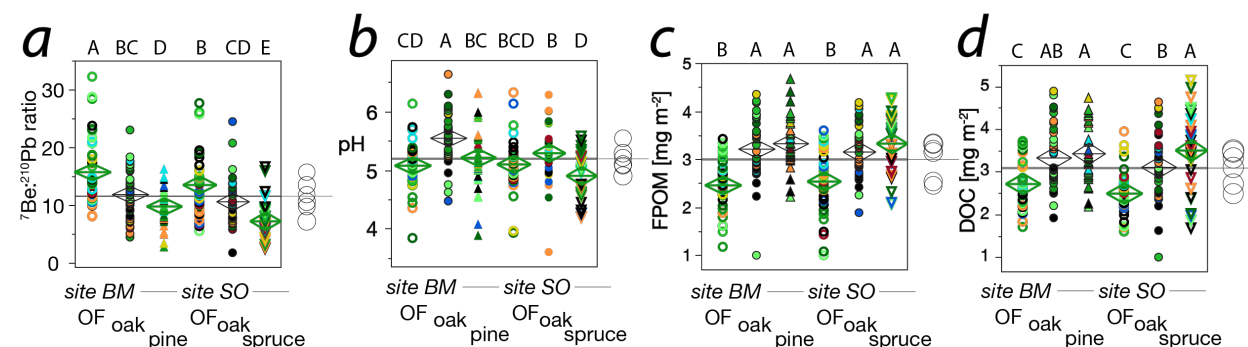 a
A BC D B CD E
⁷Be:²¹⁰Pb ratio
30
20
10
0
site BM site SO
OF oak pine OF oak spruce
b
CD A BC BCD B D
pH
6
5
4
site BM site SO
OF oak pine OF oak spruce
c
B A A B A A
FPOM [mg m⁻²]
5
4
3
2
1
site BM site SO
OF oak pine OF oak spruce
d
C AB A C B A
DOC [mg m⁻²]
5
4
3
2
1
site BM site SO
OF oak pine OF oak spruce